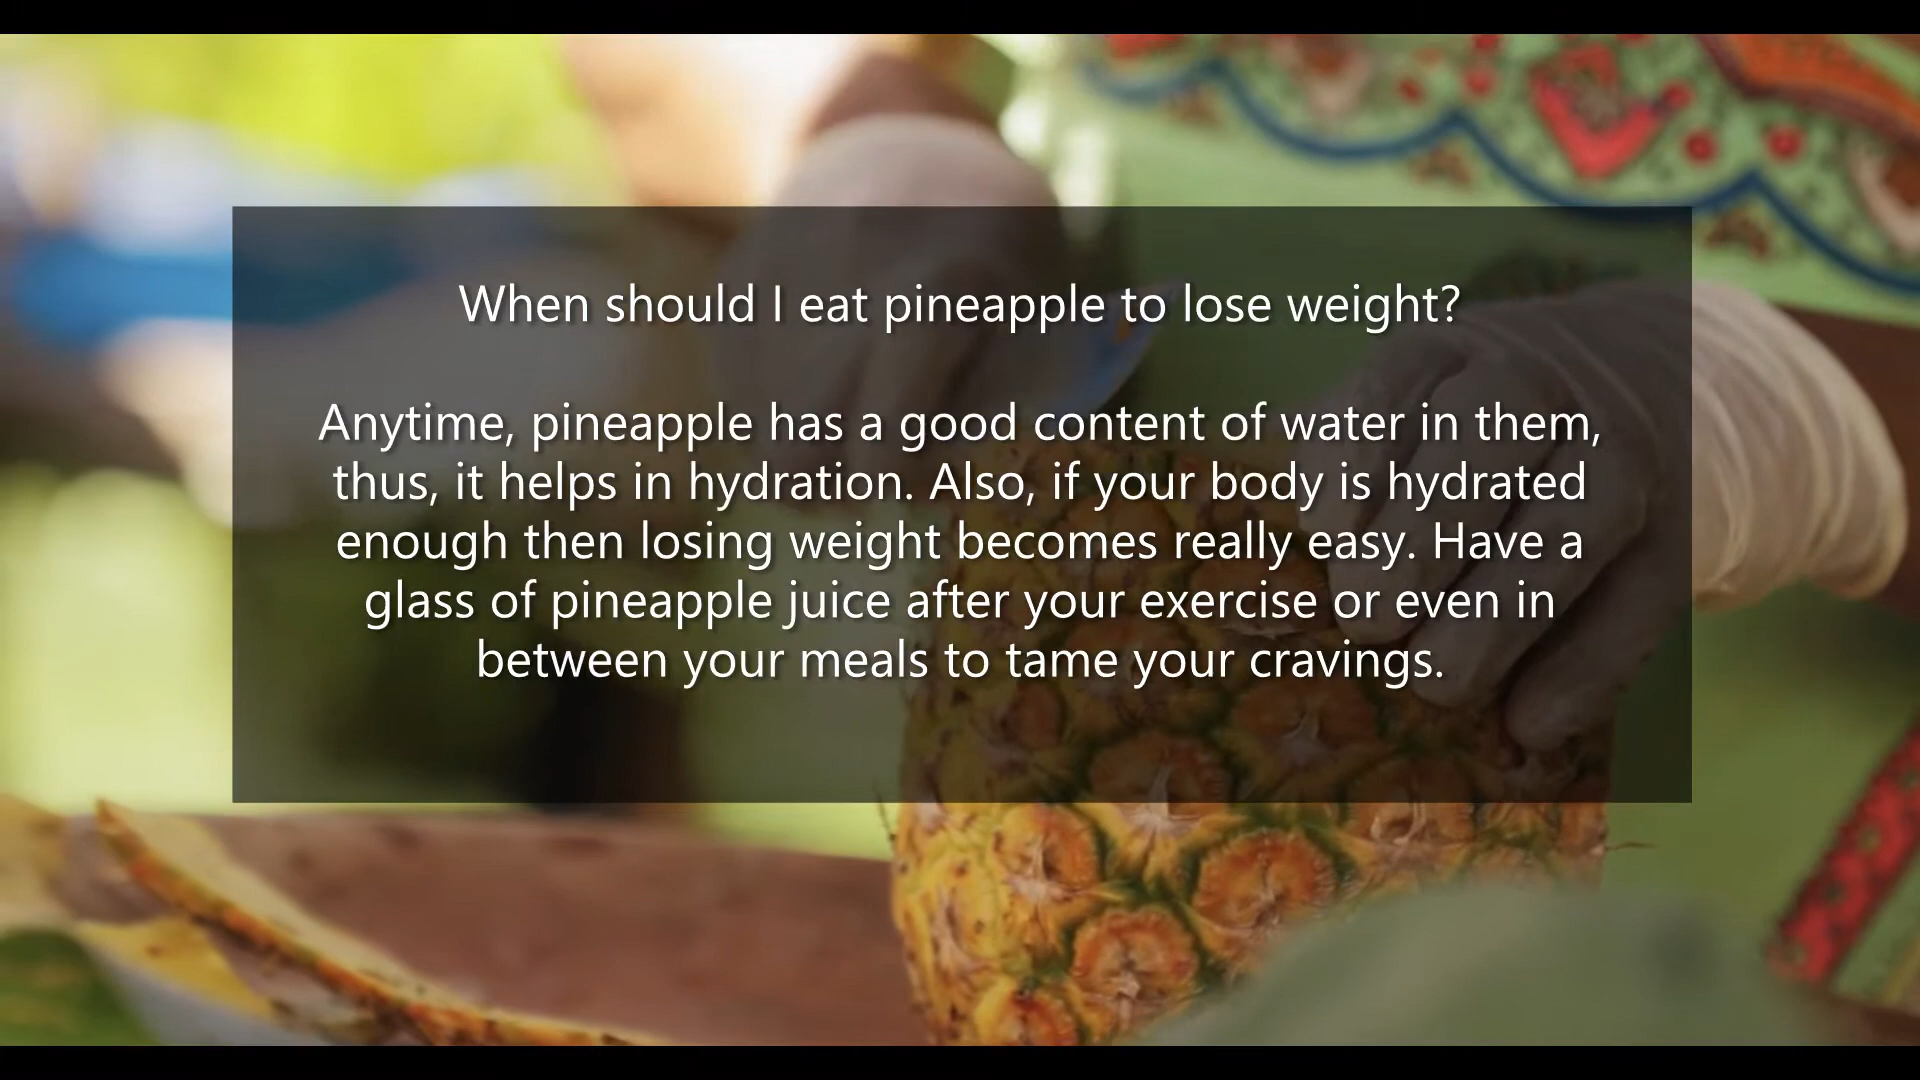 When should I eat pineapple to lose weight?
Anytime, pineapple has a good content of water in them,
thus, it helps in hydration. Also, if your body is hydrated
enough then losing weight becomes really easy. Have a
glass of pineapple juice after your exercise or even in
between your meals to tame your cravings.